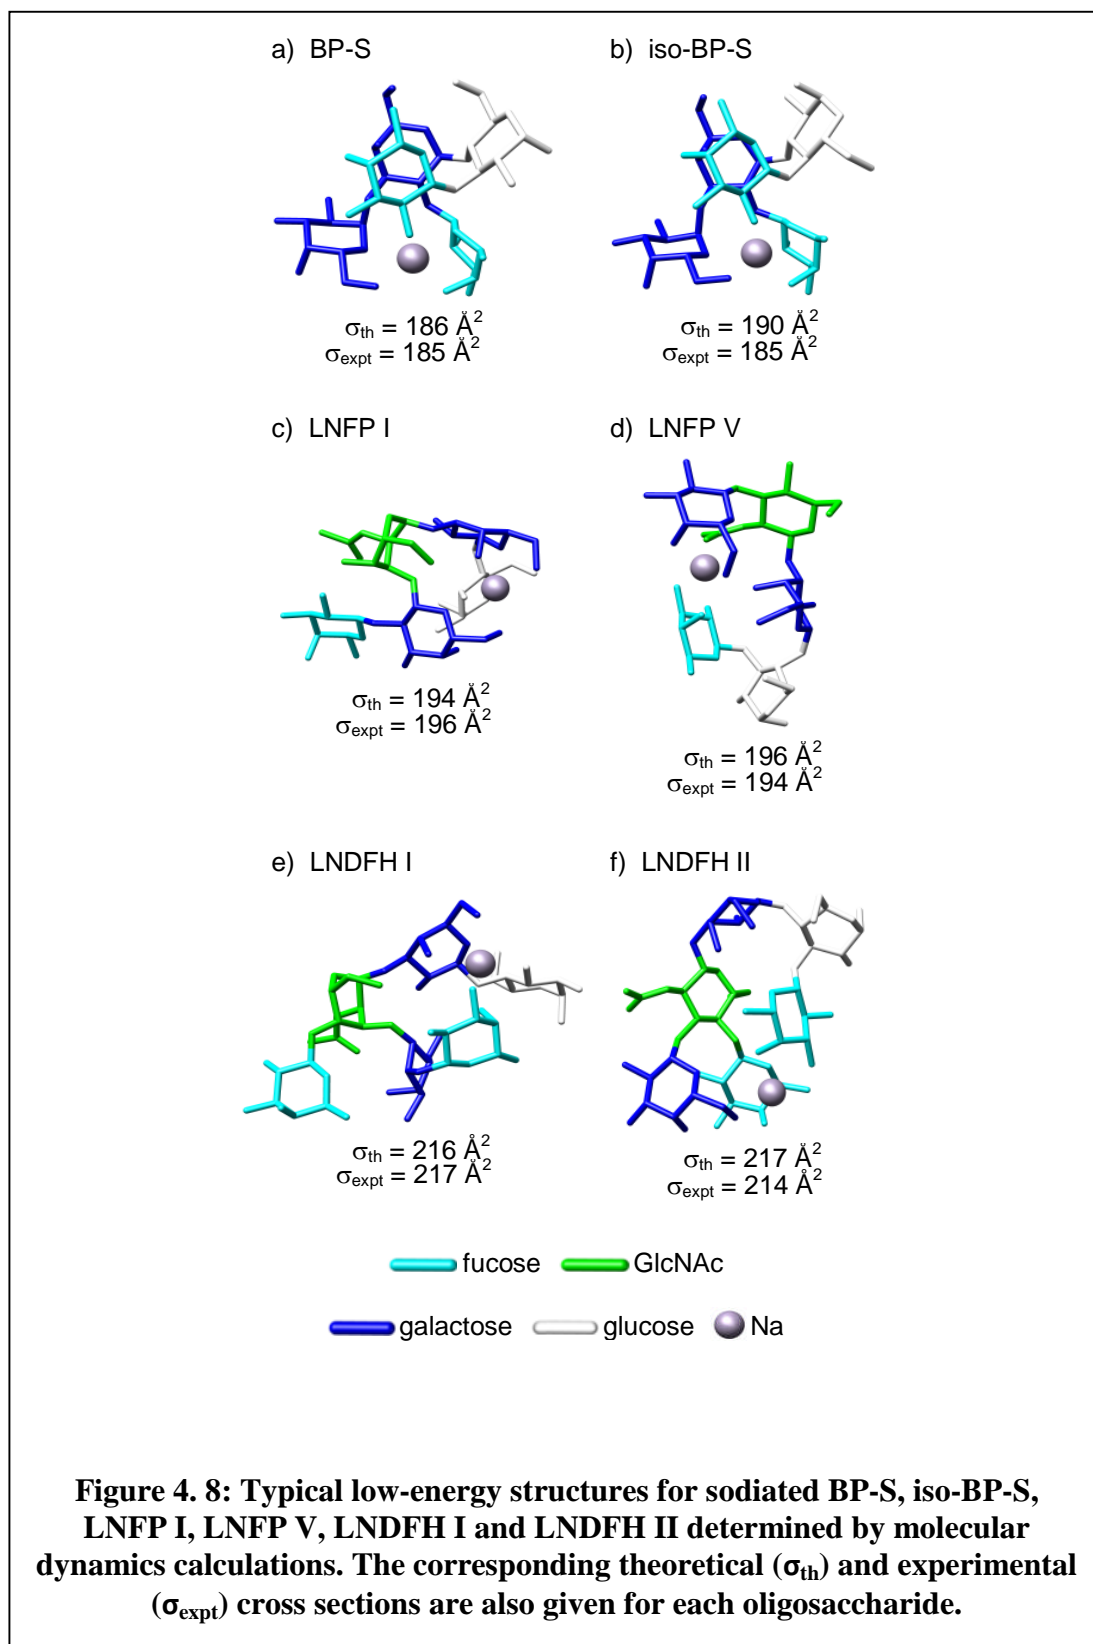 a) BP-S
b) iso-BP-S
σth = 186 Å²
σexpt = 185 Å²
σth = 190 Å²
σexpt = 185 Å²
c) LNFP I
d) LNFP V
σth = 194 Å²
σexpt = 196 Å²
σth = 196 Å²
σexpt = 194 Å²
e) LNDFH I
f) LNDFH II
σth = 216 Å²
σexpt = 217 Å²
σth = 217 Å²
σexpt = 214 Å²
fucose GlcNAc
galactose glucose Na
Figure 4. 8: Typical low-energy structures for sodiated BP-S, iso-BP-S,
LNFP I, LNFP V, LNDFH I and LNDFH II determined by molecular
dynamics calculations. The corresponding theoretical (σth) and experimental
(σexpt) cross sections are also given for each oligosaccharide.